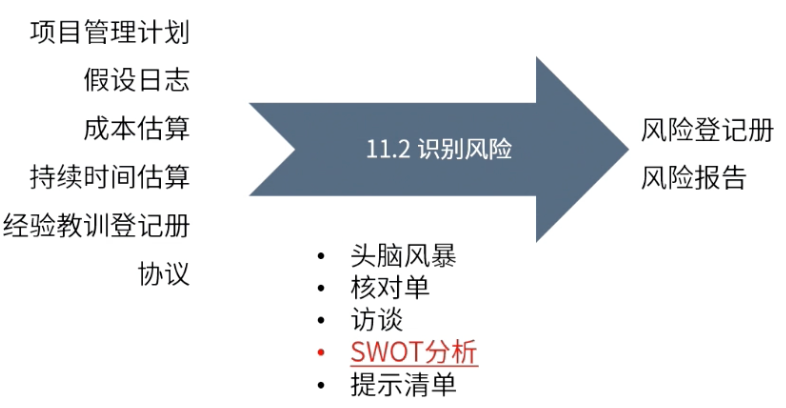 项目管理计划
假设日志
成本估算
持续时间估算
经验教训登记册
协议
11.2 识别风险
• 头脑风暴
• 核对单
• 访谈
• SWOT分析
• 提示清单
风险登记册
风险报告